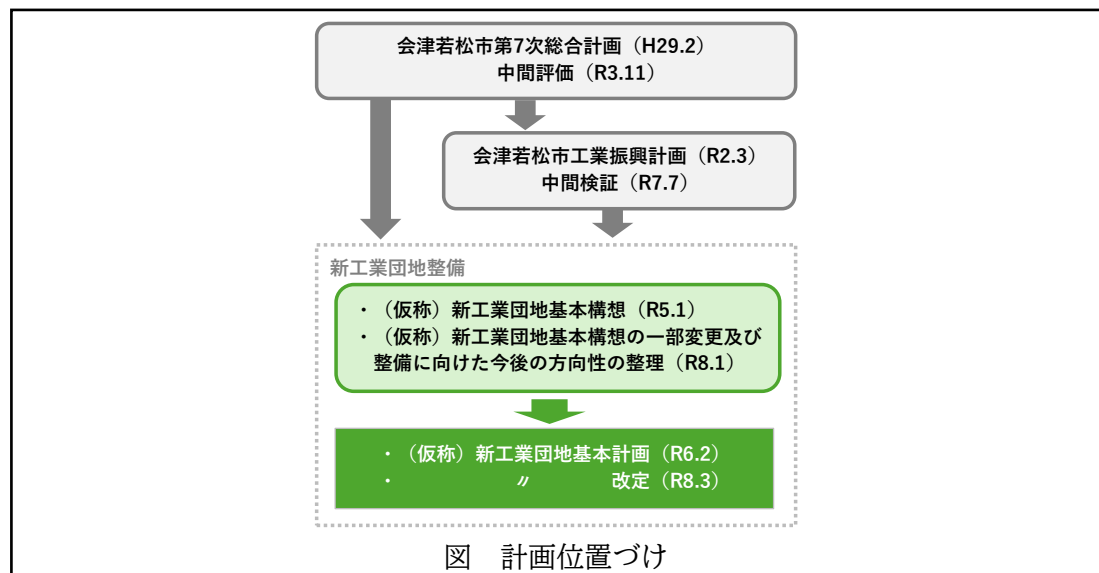 会津若松市第7次総合計画（H29.2）
中間評価（R3.11）
会津若松市工業振興計画（R2.3）
中間検証（R7.7）
新工業団地整備
・（仮称）新工業団地基本構想（R5.1）
・（仮称）新工業団地基本構想の一部変更及び
整備に向けた今後の方向性の整理（R8.1）
・（仮称）新工業団地基本計画（R6.2）
・　　　　　〃　　　　改定（R8.3）
図　計画位置づけ